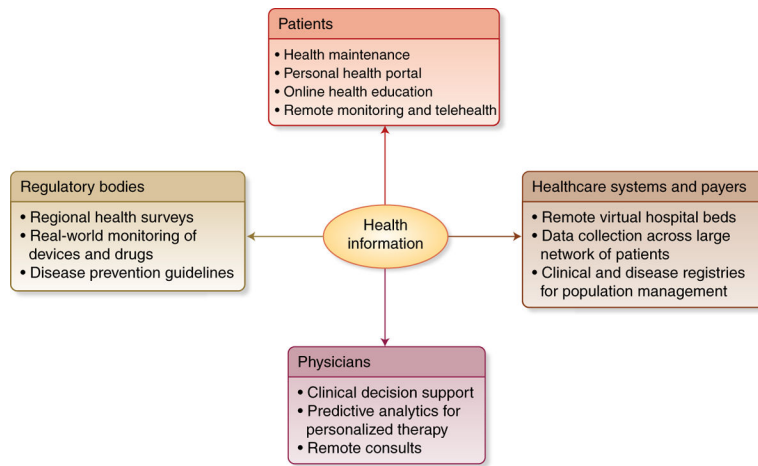 Patients
• Health maintenance
• Personal health portal
• Online health education
• Remote monitoring and telehealth
Regulatory bodies
• Regional health surveys
• Real-world monitoring of
devices and drugs
• Disease prevention guidelines
Health
information
Healthcare systems and payers
• Remote virtual hospital beds
• Data collection across large
network of patients
• Clinical and disease registries
for population management
Physicians
• Clinical decision support
• Predictive analytics for
personalized therapy
• Remote consults